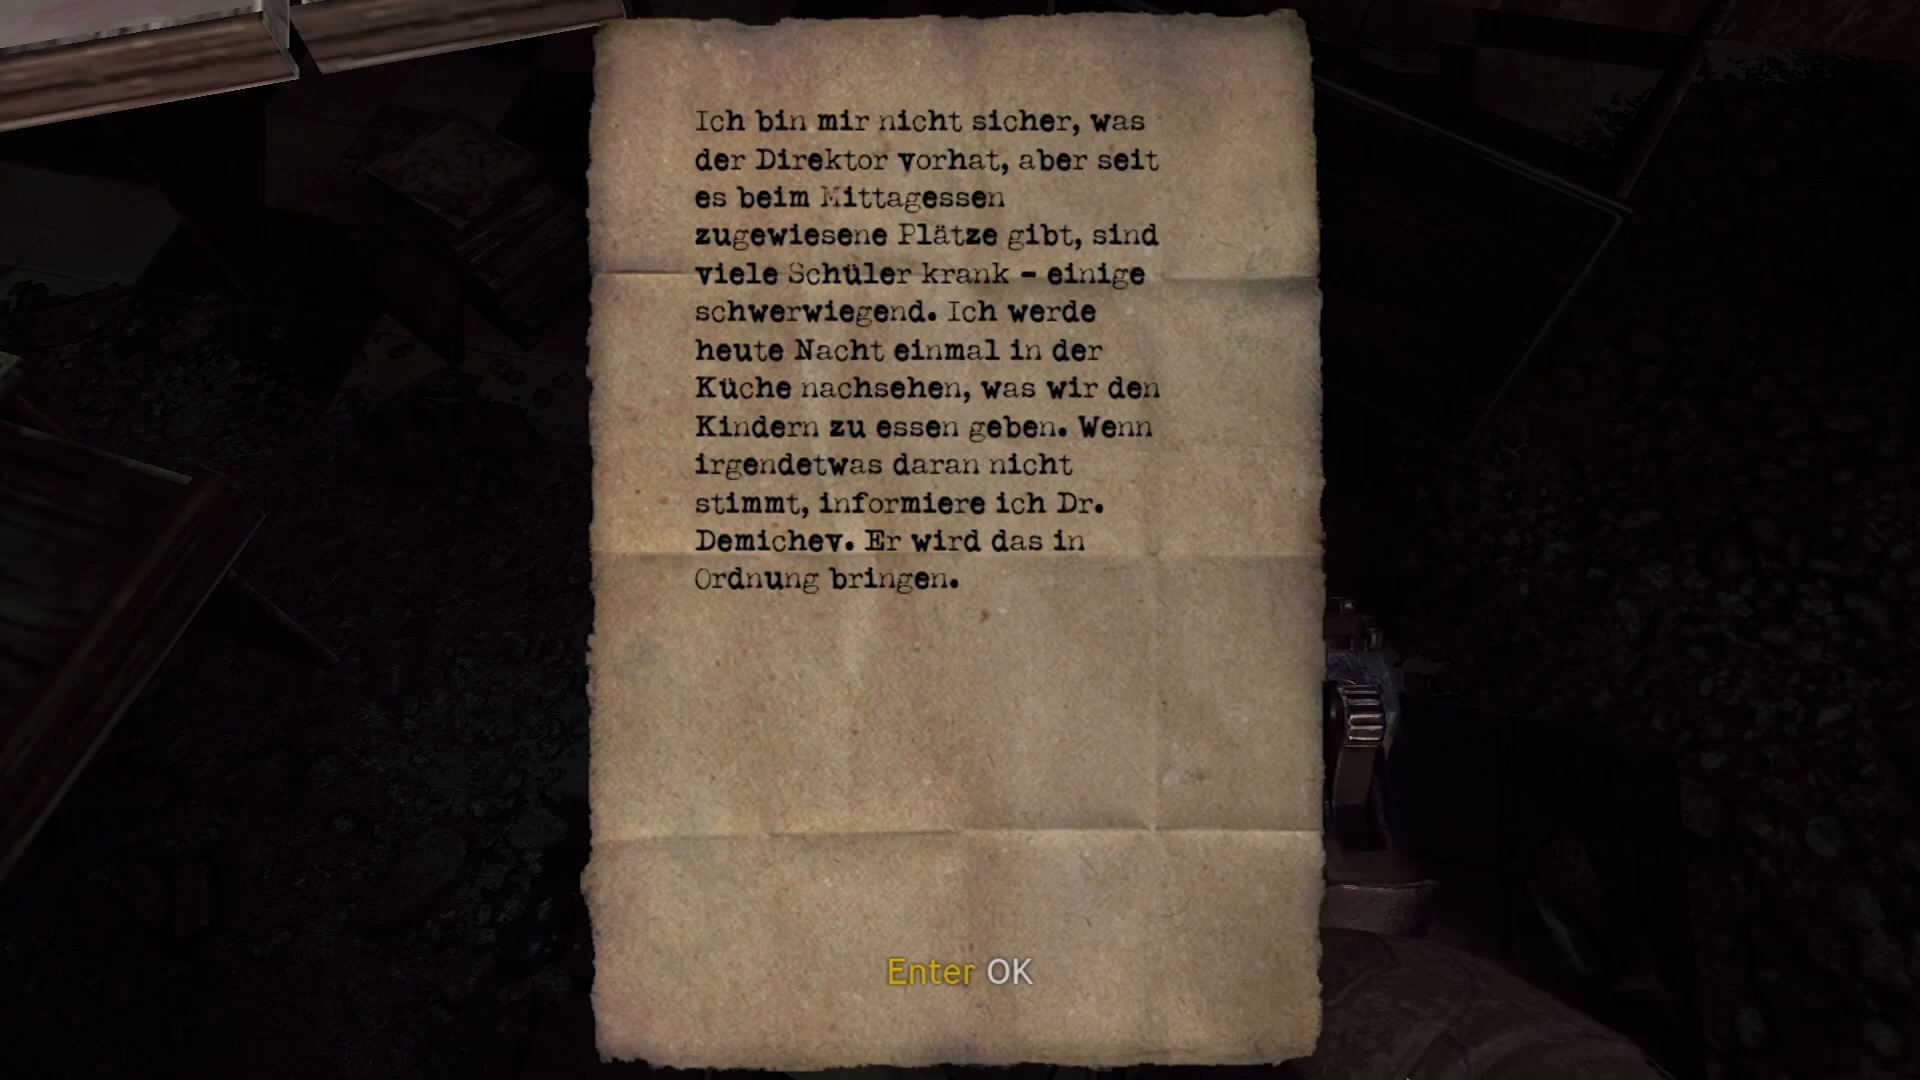 Ich bin mir nicht sicher, was
der Direktor vorhat, aber seit
es beim Mittagessen
zugewiesene Plätze gibt, sind
viele Schüler krank – einige
schwerwiegend. Ich werde
heute Nacht einmal in der
Küche nachsehen, was wir den
Kindern zu essen geben. Wenn
irgendetwas daran nicht
stimmt, informiere ich Dr.
Demichev. Er wird das in
Ordnung bringen.
Enter OK